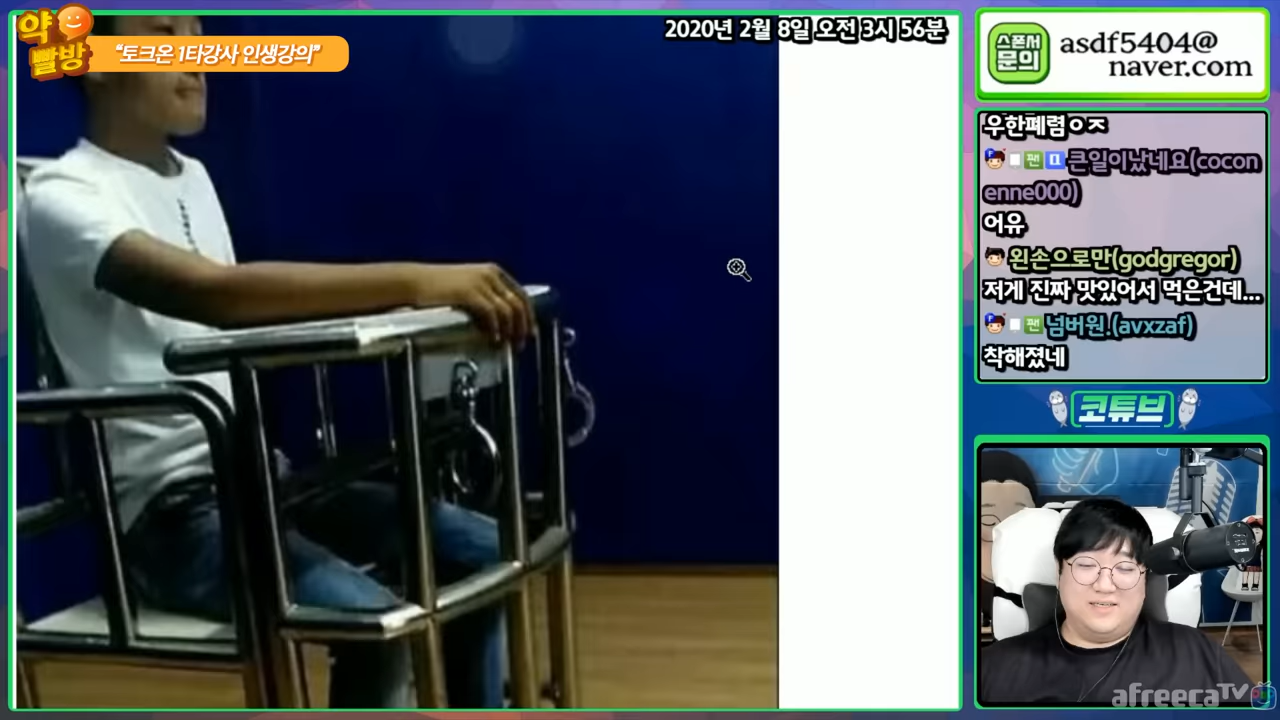 약빨방
“토크온 1타강사 인생강의”
2020년 2월 8일 오전 3시 56분
스폰서
문의
asdf5404@
naver.com
우한폐렴ㅇㅈ
팬 큰일이났네요(cocon
enne000)
어유
왼손으로만(godgregor)
저게 진짜 맛있어서 먹은건데...
팬 넘버원.(avxzaf)
착해졌네
코튜브
afreecaTV